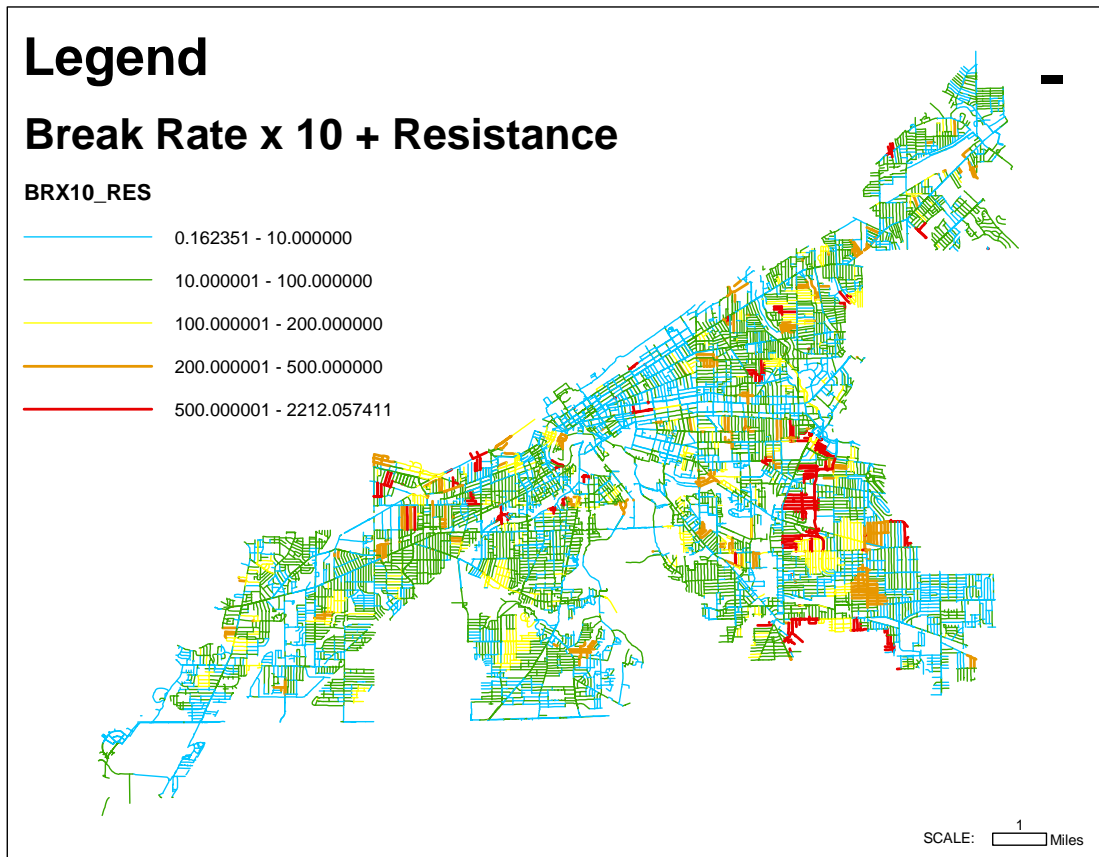 Legend
Break Rate x 10 + Resistance
BRX10_RES
0.162351 - 10.000000
10.000001 - 100.000000
100.000001 - 200.000000
200.000001 - 500.000000
500.000001 - 2212.057411
1
SCALE: Miles